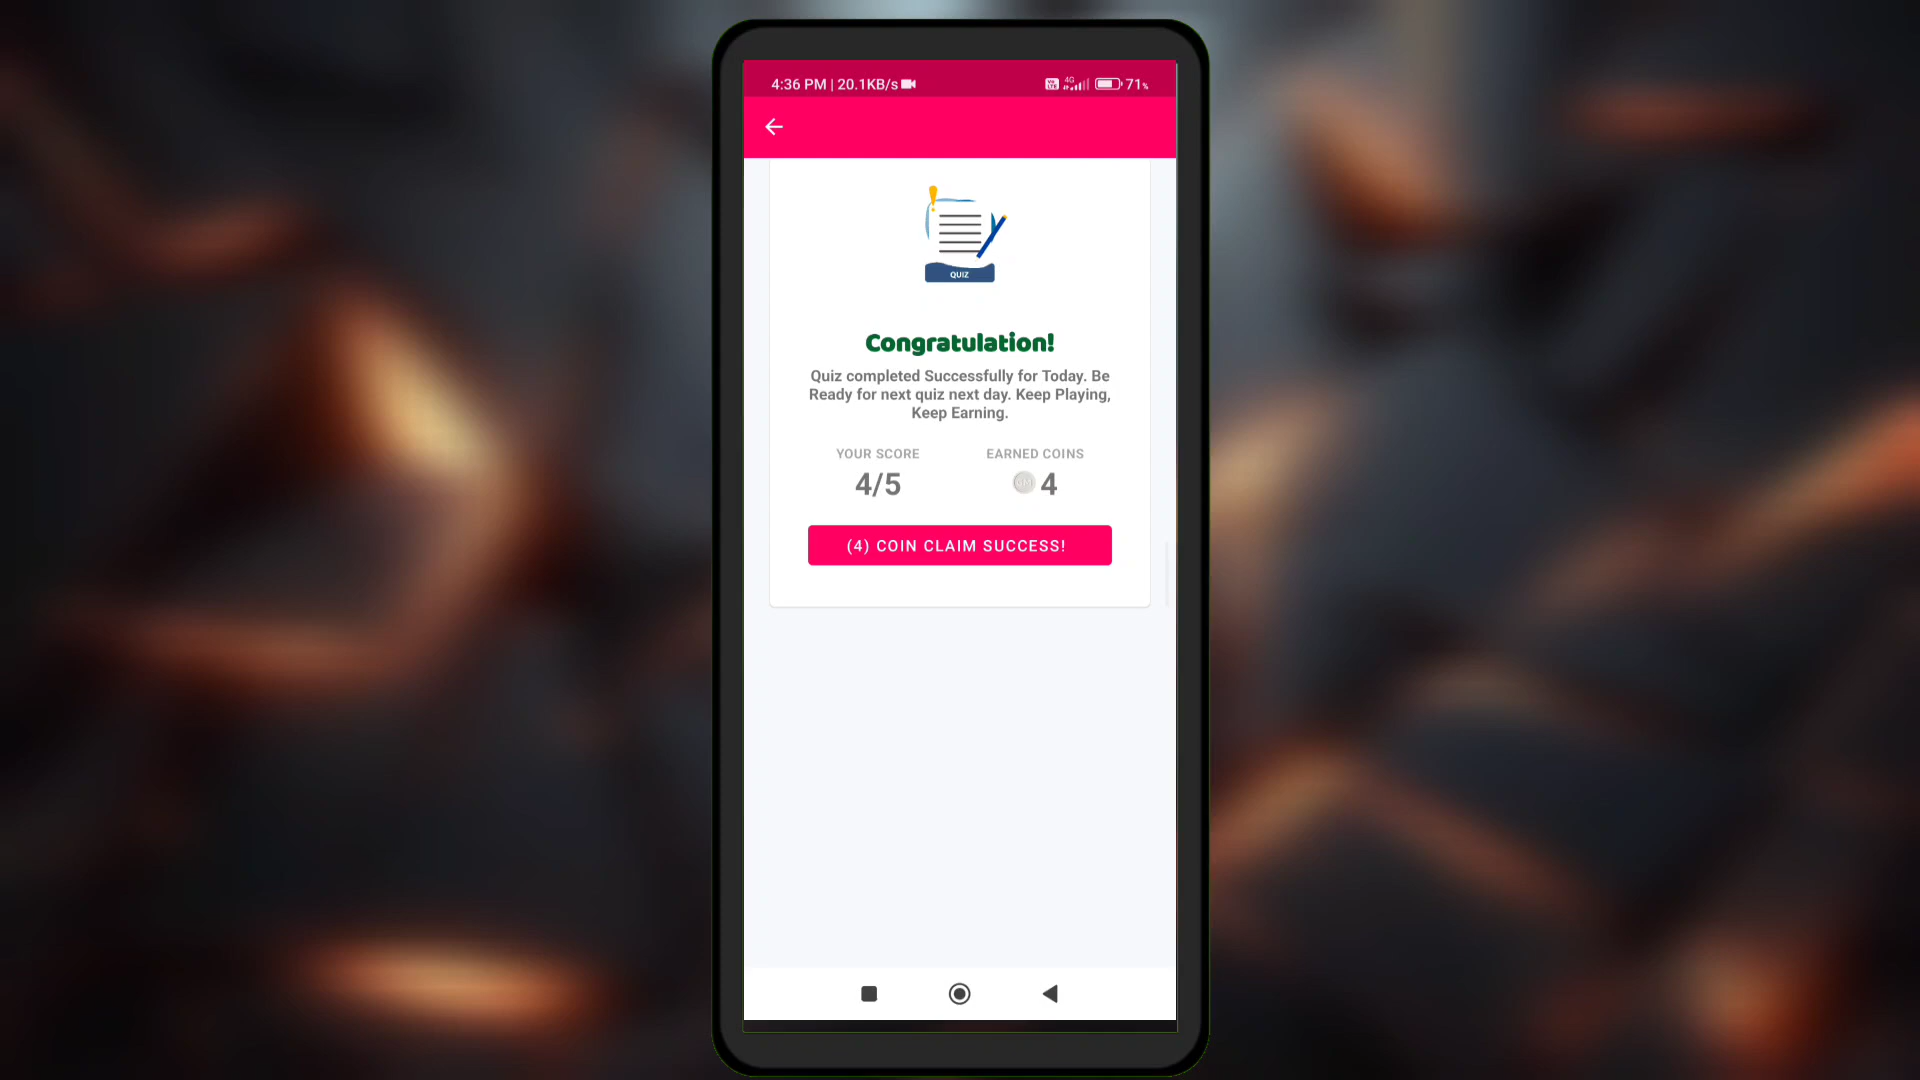 4:36 PM | 20.1KB/s
4G
71%
QUIZ
Congratulation!
Quiz completed Successfully for Today. Be
Ready for next quiz next day. Keep Playing,
Keep Earning.
YOUR SCORE EARNED COINS
4/5 4
(4) COIN CLAIM SUCCESS!